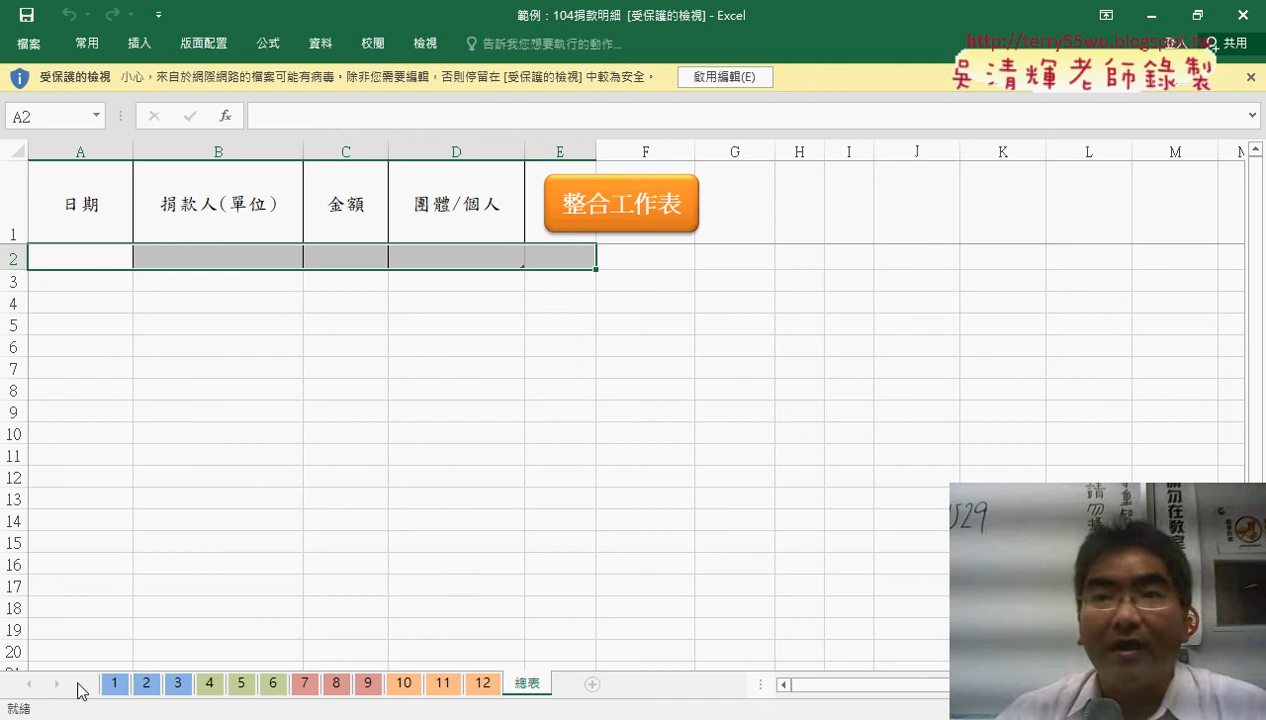 範例：104捐款明細 [受保護的檢視] - Excel
檔案 常用 插入 版面配置 公式 資料 校閱 檢視 告訴我您想要執行的動作... 登入 共用
http://terry55wu.blogspot.tw
吳清輝老師錄製
受保護的檢視 小心，來自於網際網路的檔案可能有病毒。除非您需要編輯，否則停留在 [受保護的檢視] 中較為安全。 啟用編輯(E)
A2 fx
A B C D E F G H I J K L M N
1 日期 捐款人(單位) 金額 團體/個人 整合工作表
2
3
4
5
6
7
8
9
10
11
12
13
14
15
16
17
18
19
20
請勿
請勿在教室
529
1 2 3 4 5 6 7 8 9 10 11 12 總表
就緒